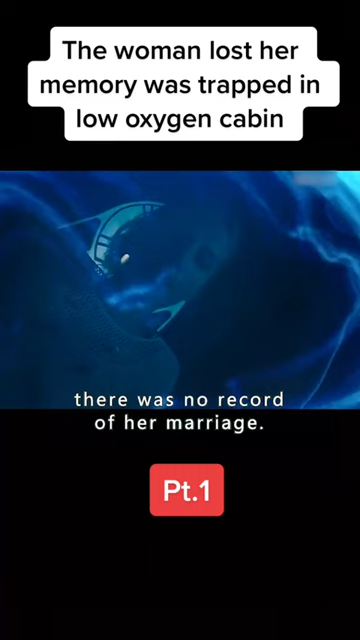 The woman lost her
memory was trapped in
low oxygen cabin
there was no record
of her marriage.
Pt.1